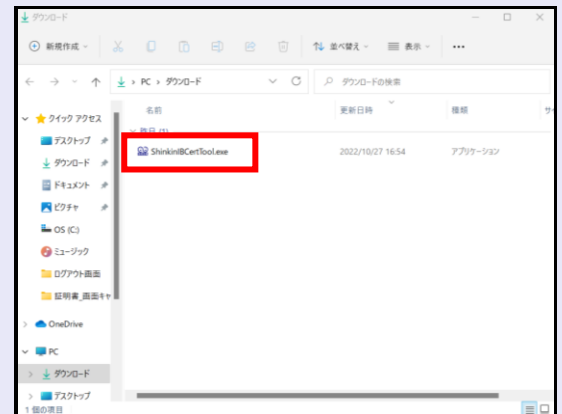 ダウンロード
新規作成
並べ替え
表示
PC > ダウンロード
ダウンロードの検索
クイック アクセス
デスクトップ
ダウンロード
ドキュメント
ピクチャ
OS (C:)
ミュージック
ログアウト画面
証明書_画面キャ
OneDrive
PC
ダウンロード
デスクトップ
1 個の項目
名前
更新日時
種類
サイ
昨日 (1)
ShinkinIBCertTool.exe
2022/10/27 16:54
アプリケーション